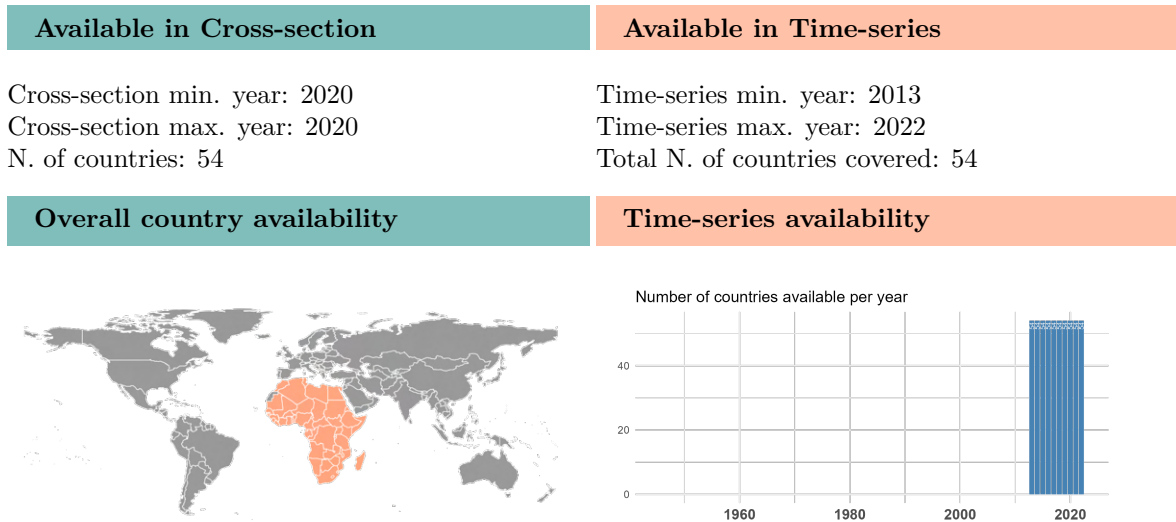 Available in Cross-section
Available in Time-series
Cross-section min. year: 2020
Cross-section max. year: 2020
N. of countries: 54
Time-series min. year: 2013
Time-series max. year: 2022
Total N. of countries covered: 54
Overall country availability
Time-series availability
Number of countries available per year
40
20
0
1960 1980 2000 2020